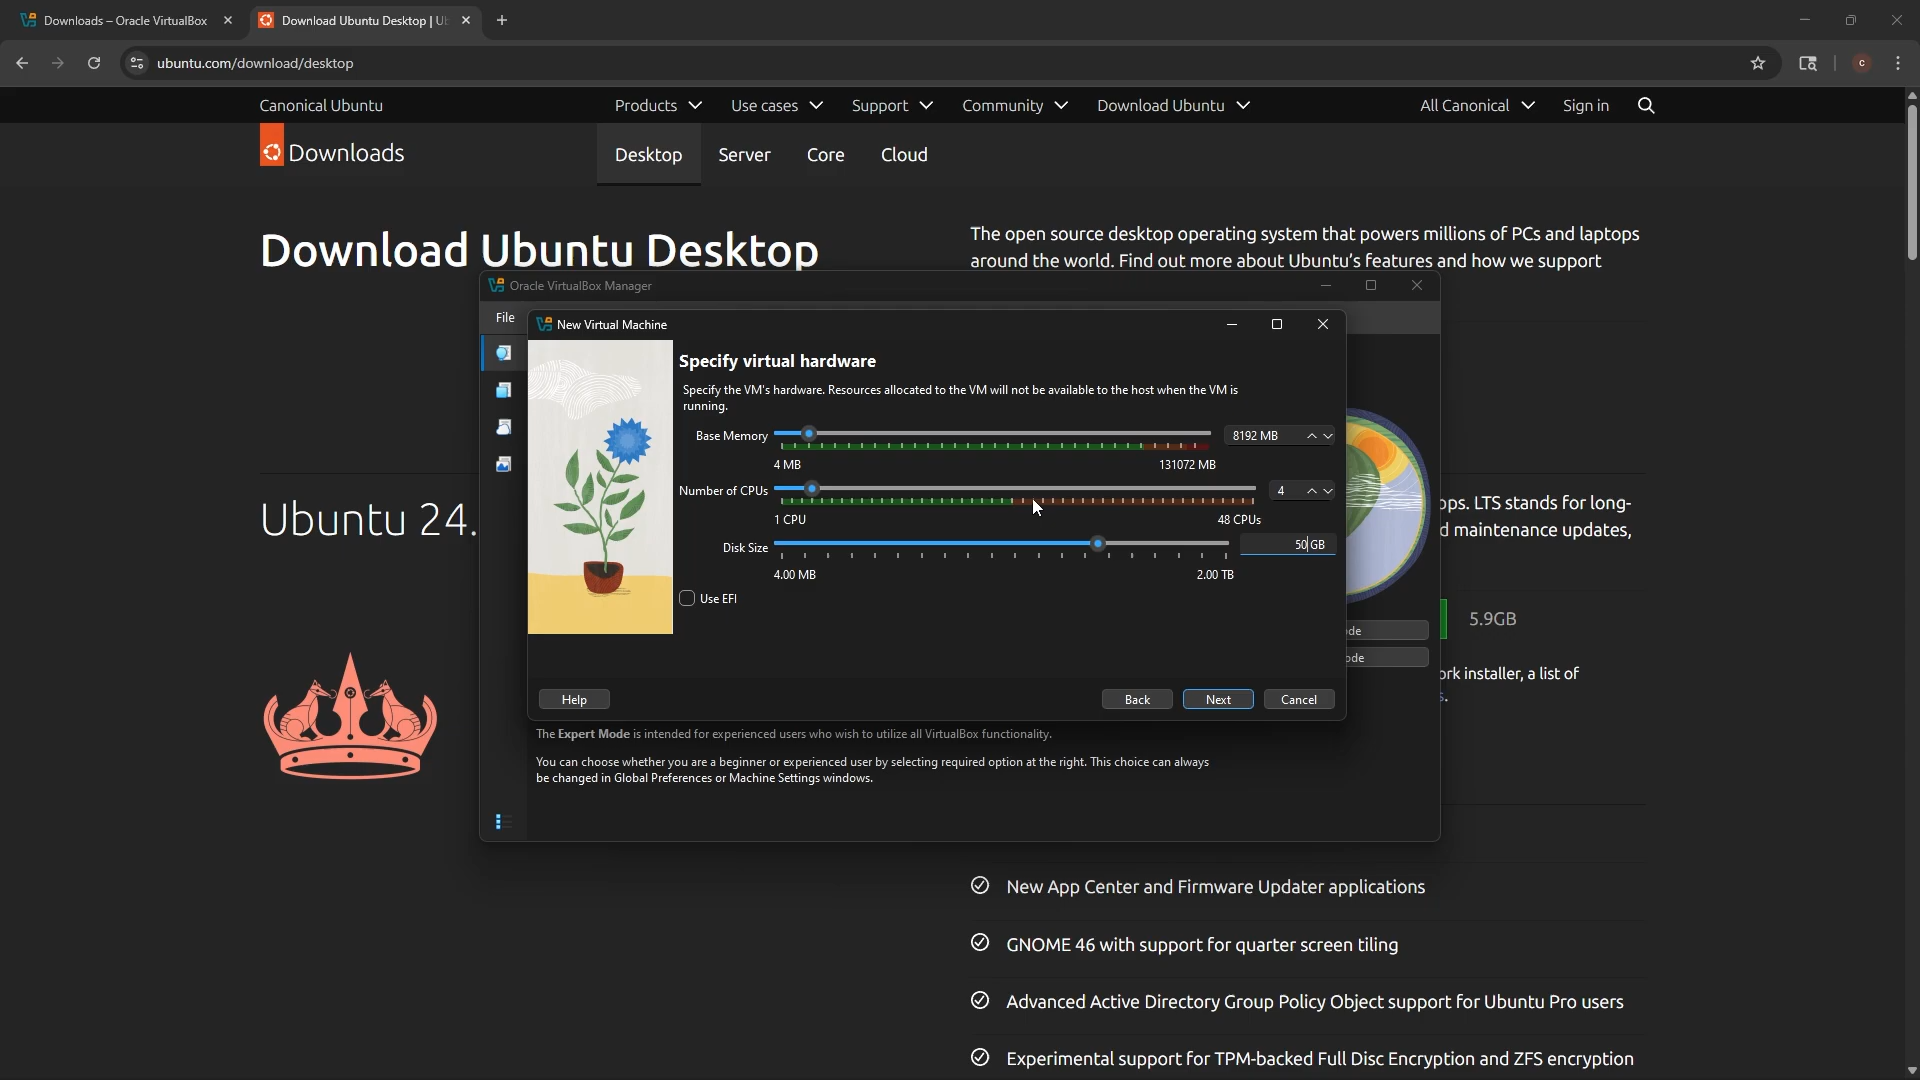 Downloads – Oracle VirtualBox
Download Ubuntu Desktop | U
ubuntu.com/download/desktop
c
Canonical Ubuntu
Products
Use cases
Support
Community
Download Ubuntu
All Canonical
Sign in
Downloads
Desktop
Server
Core
Cloud
Download Ubuntu Desktop
The open source desktop operating system that powers millions of PCs and laptops
around the world. Find out more about Ubuntu's features and how we support
Oracle VirtualBox Manager
File
New Virtual Machine
Specify virtual hardware
Specify the VM's hardware. Resources allocated to the VM will not be available to the host when the VM is
running.
Base Memory
8192 MB
4 MB
131072 MB
Number of CPUs
4
1 CPU
48 CPUs
Disk Size
50 GB
4.00 MB
2.00 TB
Use EFI
Help
Back
Next
Cancel
Ubuntu 24.
ops. LTS stands for long-
d maintenance updates,
5.9GB
ode
ode
ork installer, a list of
s.
The Expert Mode is intended for experienced users who wish to utilize all VirtualBox functionality.
You can choose whether you are a beginner or experienced user by selecting required option at the right. This choice can always
be changed in Global Preferences or Machine Settings windows.
New App Center and Firmware Updater applications
GNOME 46 with support for quarter screen tiling
Advanced Active Directory Group Policy Object support for Ubuntu Pro users
Experimental support for TPM-backed Full Disc Encryption and ZFS encryption